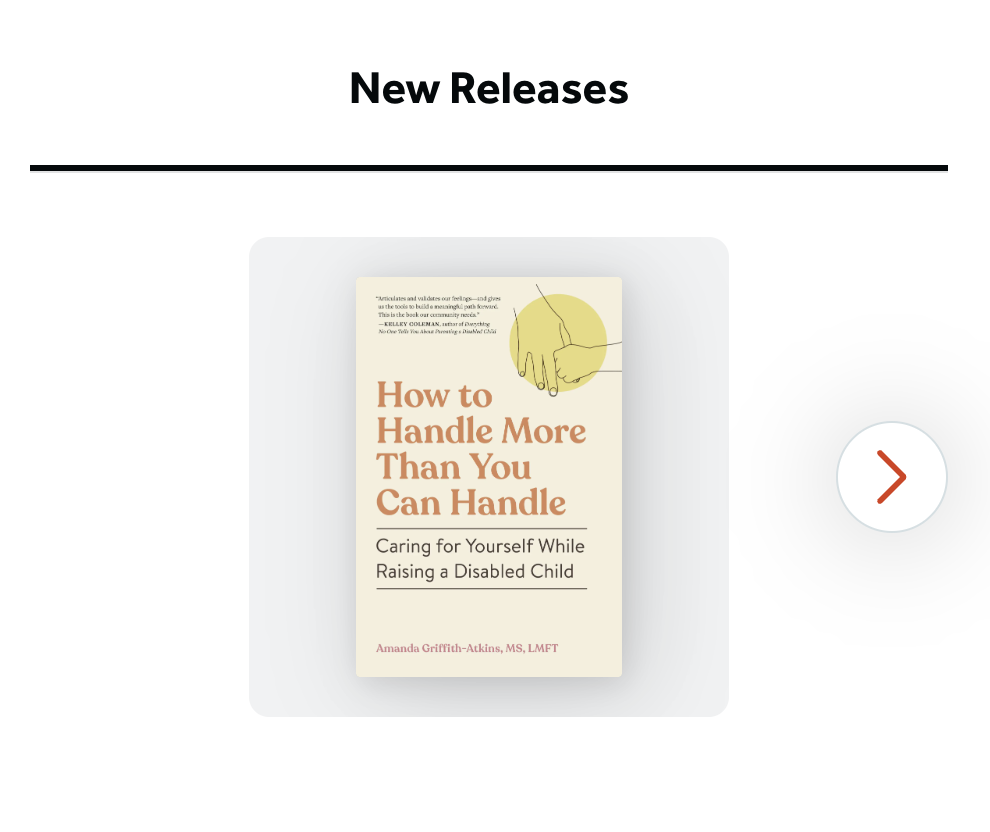 New Releases
"Articulates and validates our feelings—and gives
us the tools to build a meaningful path forward.
This is the book our community needs."
—KELLEY COLEMAN, author of Everything
No One Tells You About Parenting a Disabled Child
How to
Handle More
Than You
Can Handle
Caring for Yourself While
Raising a Disabled Child
Amanda Griffith-Atkins, MS, LMFT